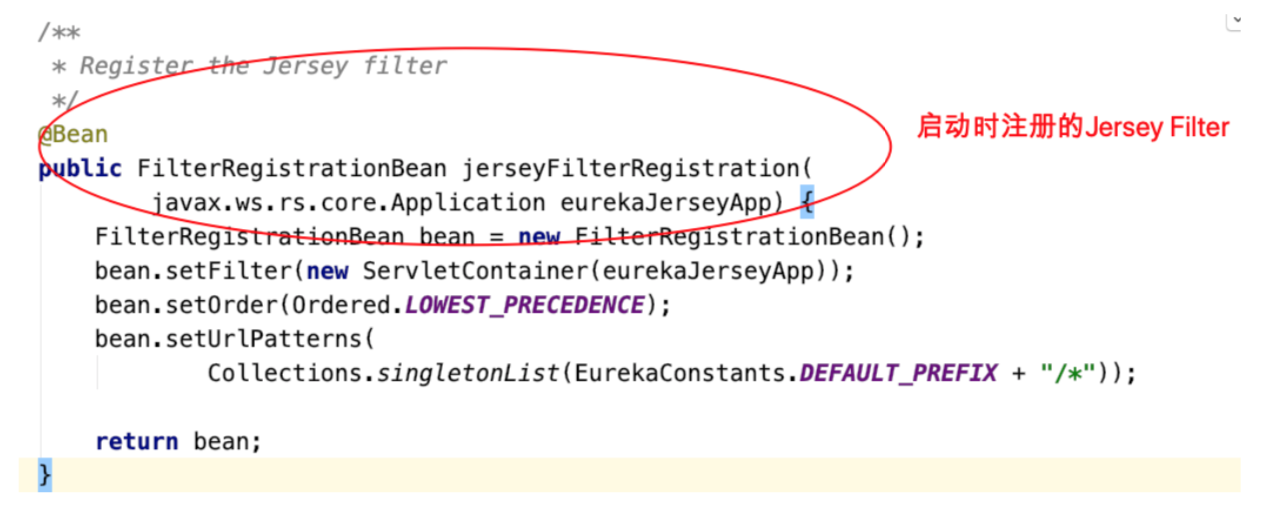 /**
 * Register the Jersey filter
 */
@Bean
启动时注册的Jersey Filter
public FilterRegistrationBean jerseyFilterRegistration(
        javax.ws.rs.core.Application eurekaJerseyApp) {
    FilterRegistrationBean bean = new FilterRegistrationBean();
    bean.setFilter(new ServletContainer(eurekaJerseyApp));
    bean.setOrder(Ordered.LOWEST_PRECEDENCE);
    bean.setUrlPatterns(
            Collections.singletonList(EurekaConstants.DEFAULT_PREFIX + "/*"));
    return bean;
}